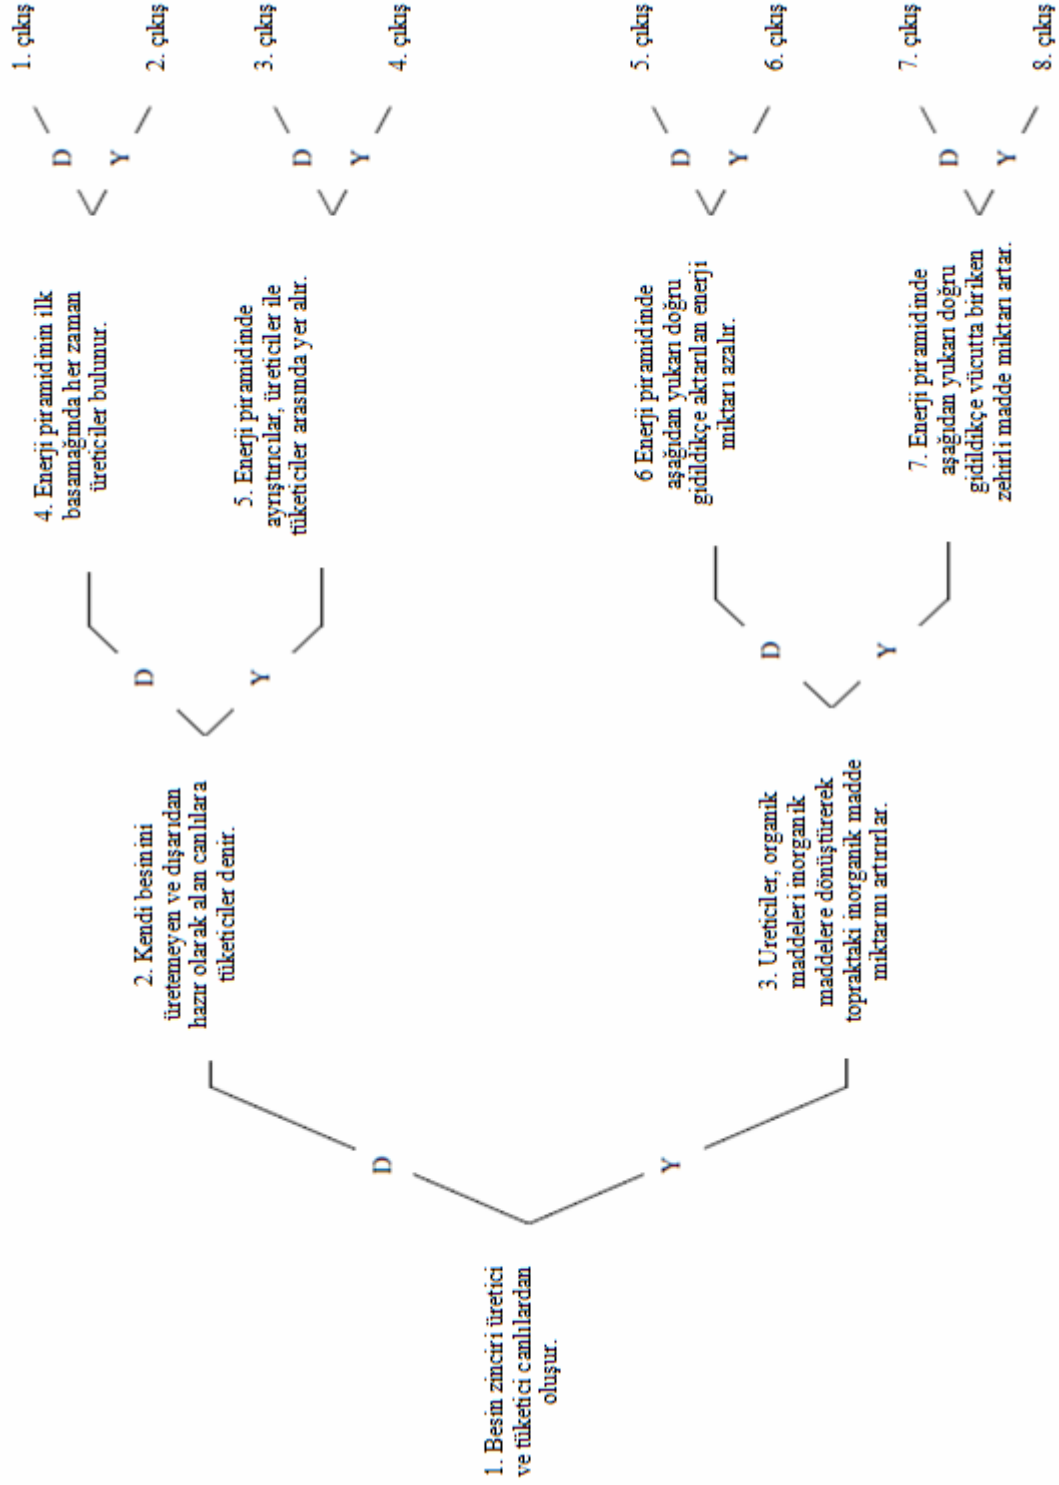 1. Besin zinciri üretici
ve tüketici canlılardan
oluşur.
D
Y
2. Kendi besinini
üretemeyen ve dışarıdan
hazır olarak alan canlılara
tüketiciler denir.
D
Y
3. Ureticiler, organik
maddeleri inorganik
maddelere dönüştürerek
topraktaki inorganik madde
miktarını artırırlar.
D
Y
4. Enerji piramidinin ilk
basamağında her zaman
üreticiler bulunur.
D
Y
5. Enerji piramidinde
ayrıştırıcılar, üreticiler ile
tüketiciler arasında yer alır.
D
Y
6 Enerji piramidinde
aşağıdan yukarı doğru
gidildikçe aktarılan enerji
miktarı azalır.
D
Y
7. Enerji piramidinde
aşağıdan yukarı doğru
gidildikçe vücutta biriken
zehirli madde miktarı artar.
D
Y
1. çıkış
2. çıkış
3. çıkış
4. çıkış
5. çıkış
6. çıkış
7. çıkış
8. çıkış